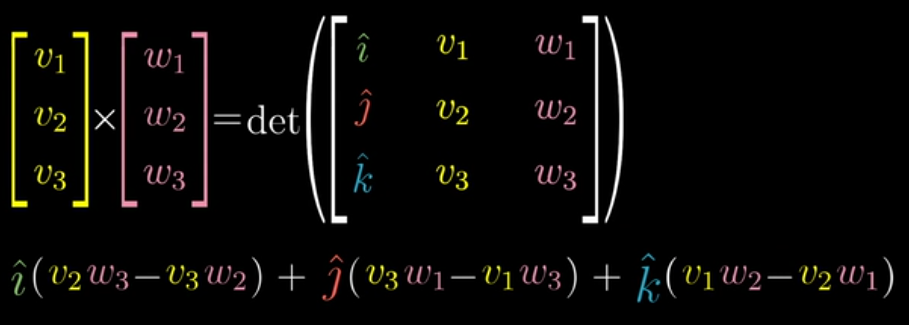 [v₁ v₂ v₃] × [w₁ w₂ w₃] = det([î v₁ w₁ ĵ v₂ w₂ k̂ v₃ w₃])
î(v₂w₃−v₃w₂) + ĵ(v₃w₁−v₁w₃) + k̂(v₁w₂−v₂w₁)